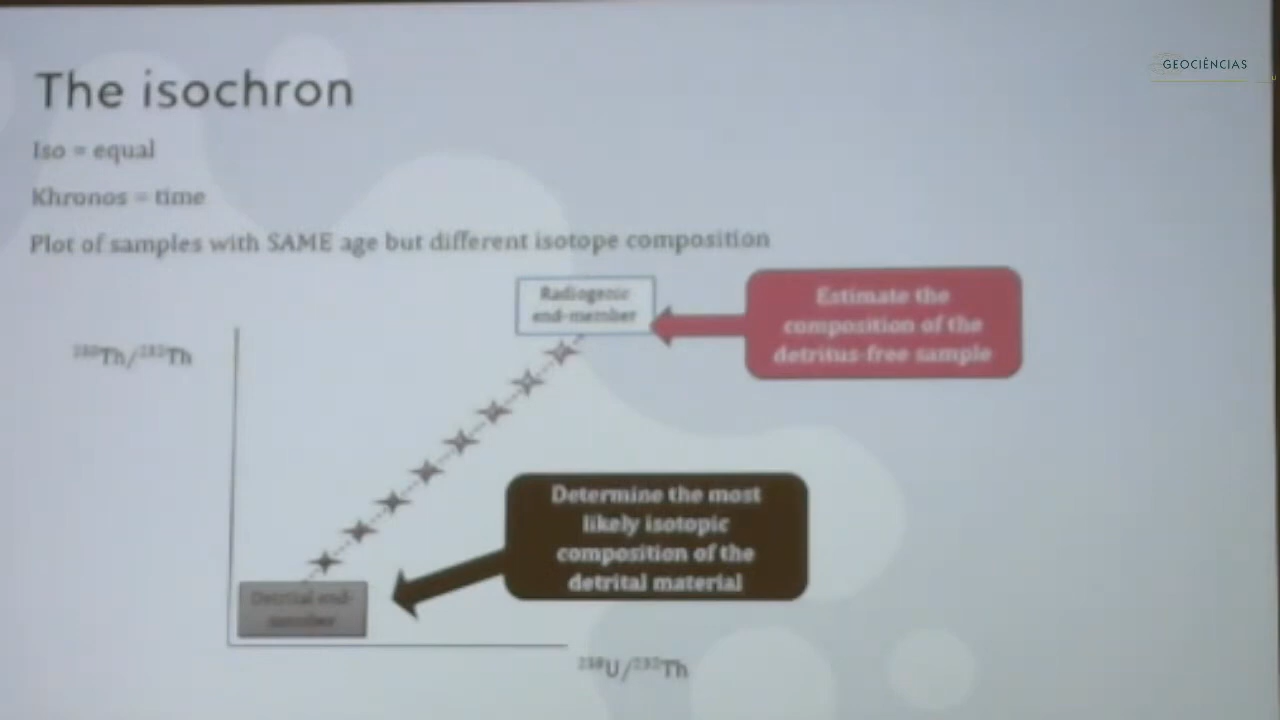 GEOCIÊNCIAS
The isochron
Iso = equal
Khronos = time
Plot of samples with SAME age but different isotope composition
Radiogenic
end-member
Estimate the
composition of the
detritus-free sample
²³⁰Th/²³²Th
Determine the most
likely isotopic
composition of the
detrital material
Detrital end-
member
²³⁸U/²³²Th